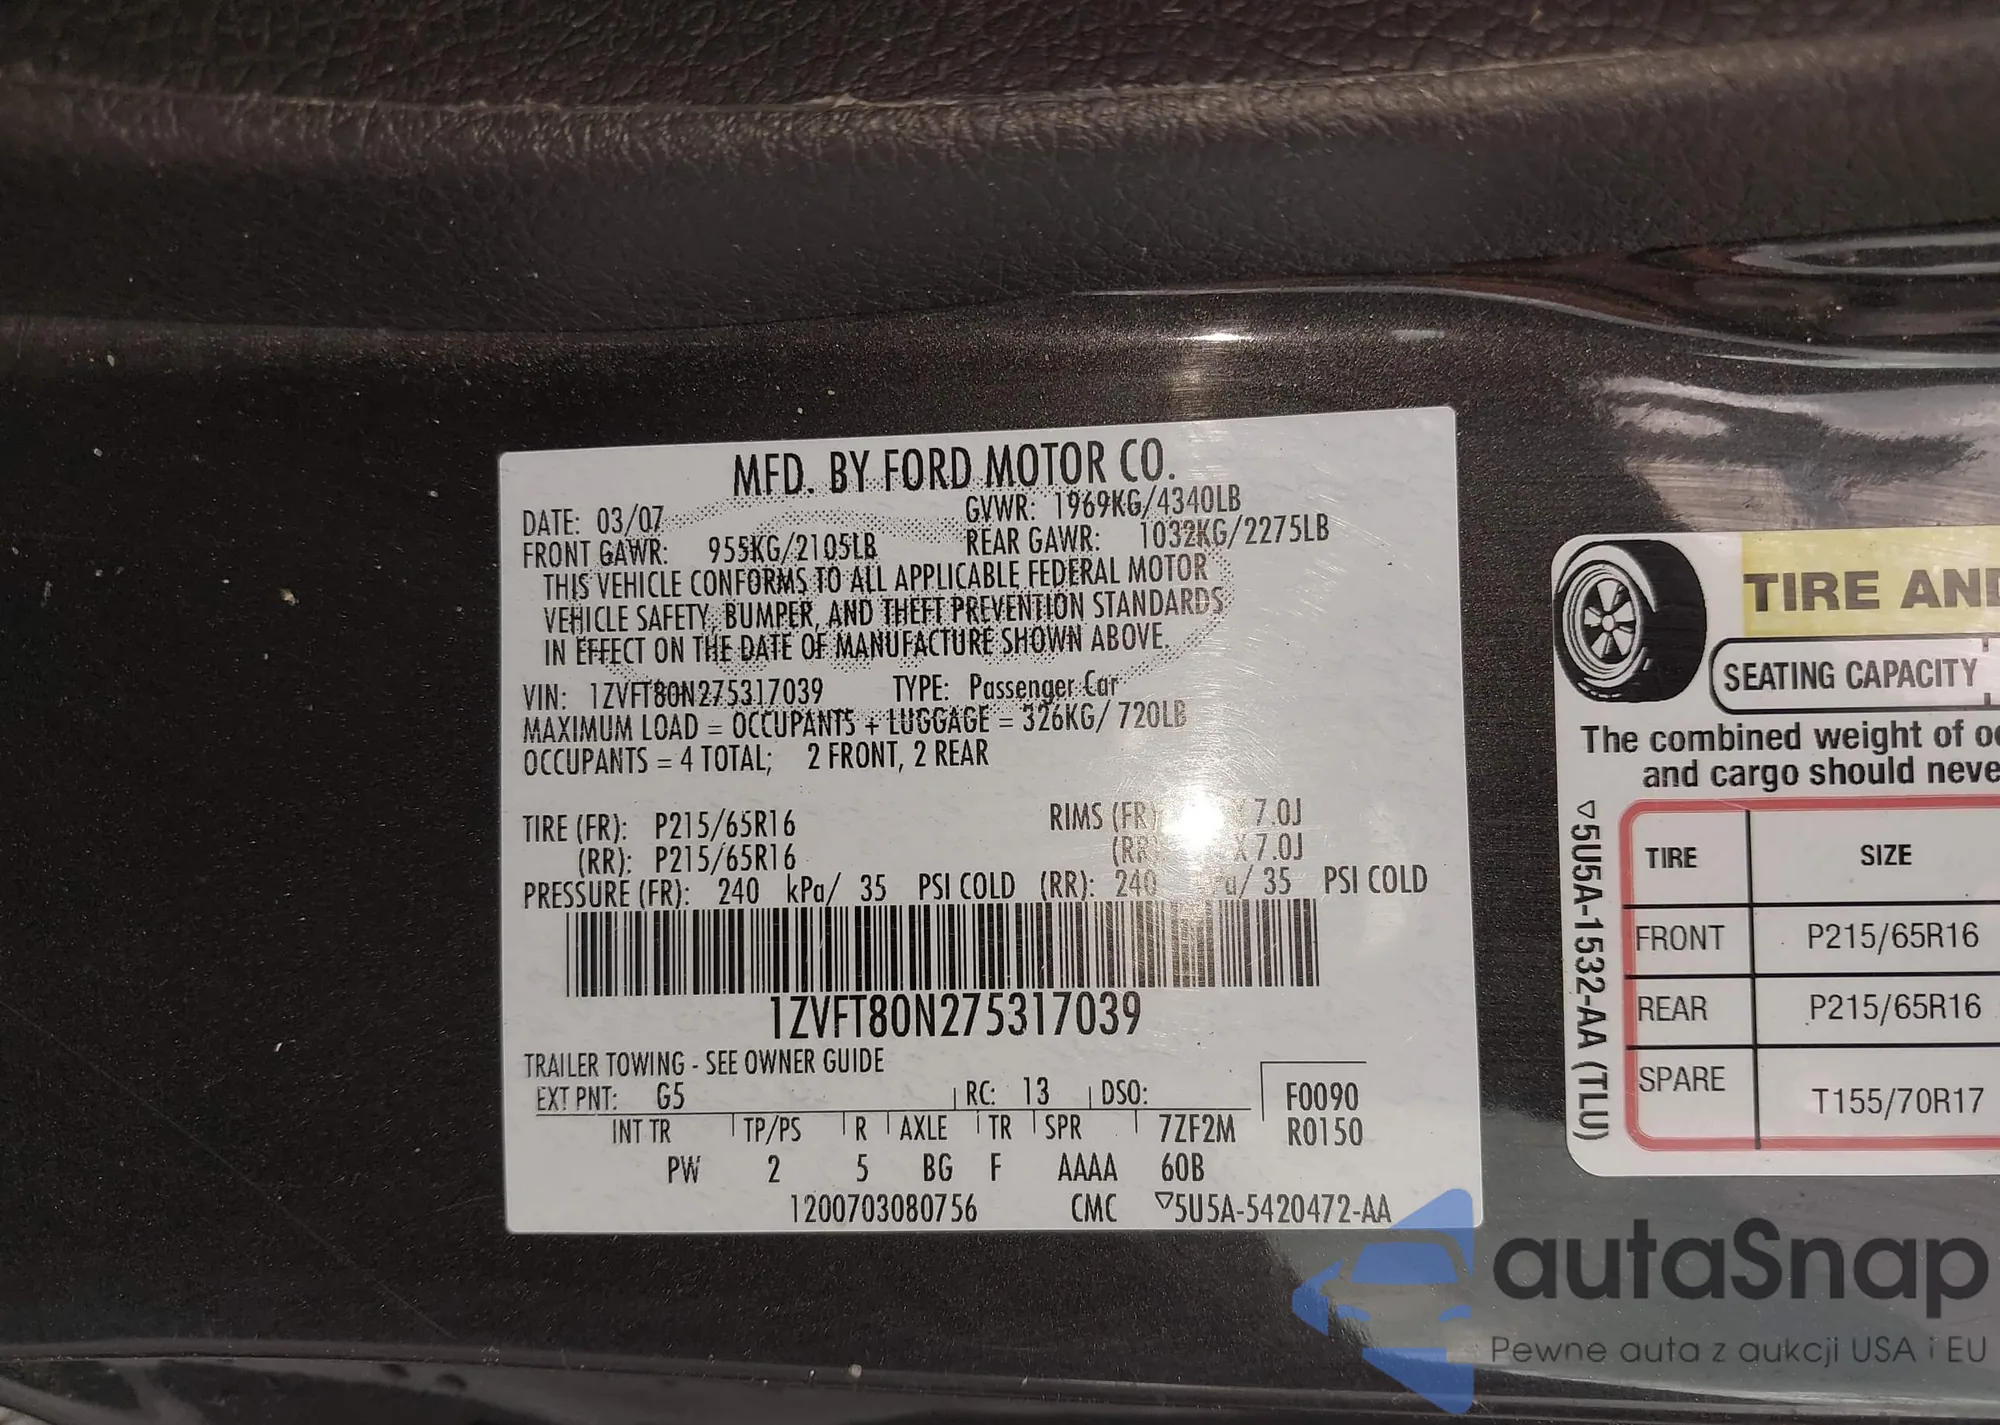 MFD. BY FORD MOTOR CO.
DATE: 03/07 GVWR: 1969KG/4340LB
FRONT GAWR: 955KG/2105LB REAR GAWR: 1032KG/2275LB
THIS VEHICLE CONFORMS TO ALL APPLICABLE FEDERAL MOTOR
VEHICLE SAFETY, BUMPER, AND THEFT PREVENTION STANDARDS
IN EFFECT ON THE DATE OF MANUFACTURE SHOWN ABOVE.
VIN: 1ZVFT80N275317039 TYPE: Passenger Car
MAXIMUM LOAD = OCCUPANTS + LUGGAGE = 326KG/ 720LB
OCCUPANTS = 4 TOTAL; 2 FRONT, 2 REAR
TIRE (FR): P215/65R16 RIMS (FR) X 7.0J
(RR): P215/65R16 (RR) X 7.0J
PRESSURE (FR): 240 kPa/ 35 PSI COLD (RR): 240 / 35 PSI COLD
1ZVFT80N275317039
TRAILER TOWING - SEE OWNER GUIDE
EXT PNT: G5 RC: 13 DSO: F0090
INT TR TP/PS R AXLE TR SPR 7ZF2M R0150
PW 2 5 BG F AAAA 60B
1200703080756 CMC ▽5U5A-5420472-AA
TIRE AND
SEATING CAPACITY
The combined weight of
and cargo should
▽5U5A-1532-AA (TLU)
TIRE SIZE
FRONT P215/65R16
REAR P215/65R16
SPARE T155/70R17
autaSnap
Pewne auta z aukcji USA i EU